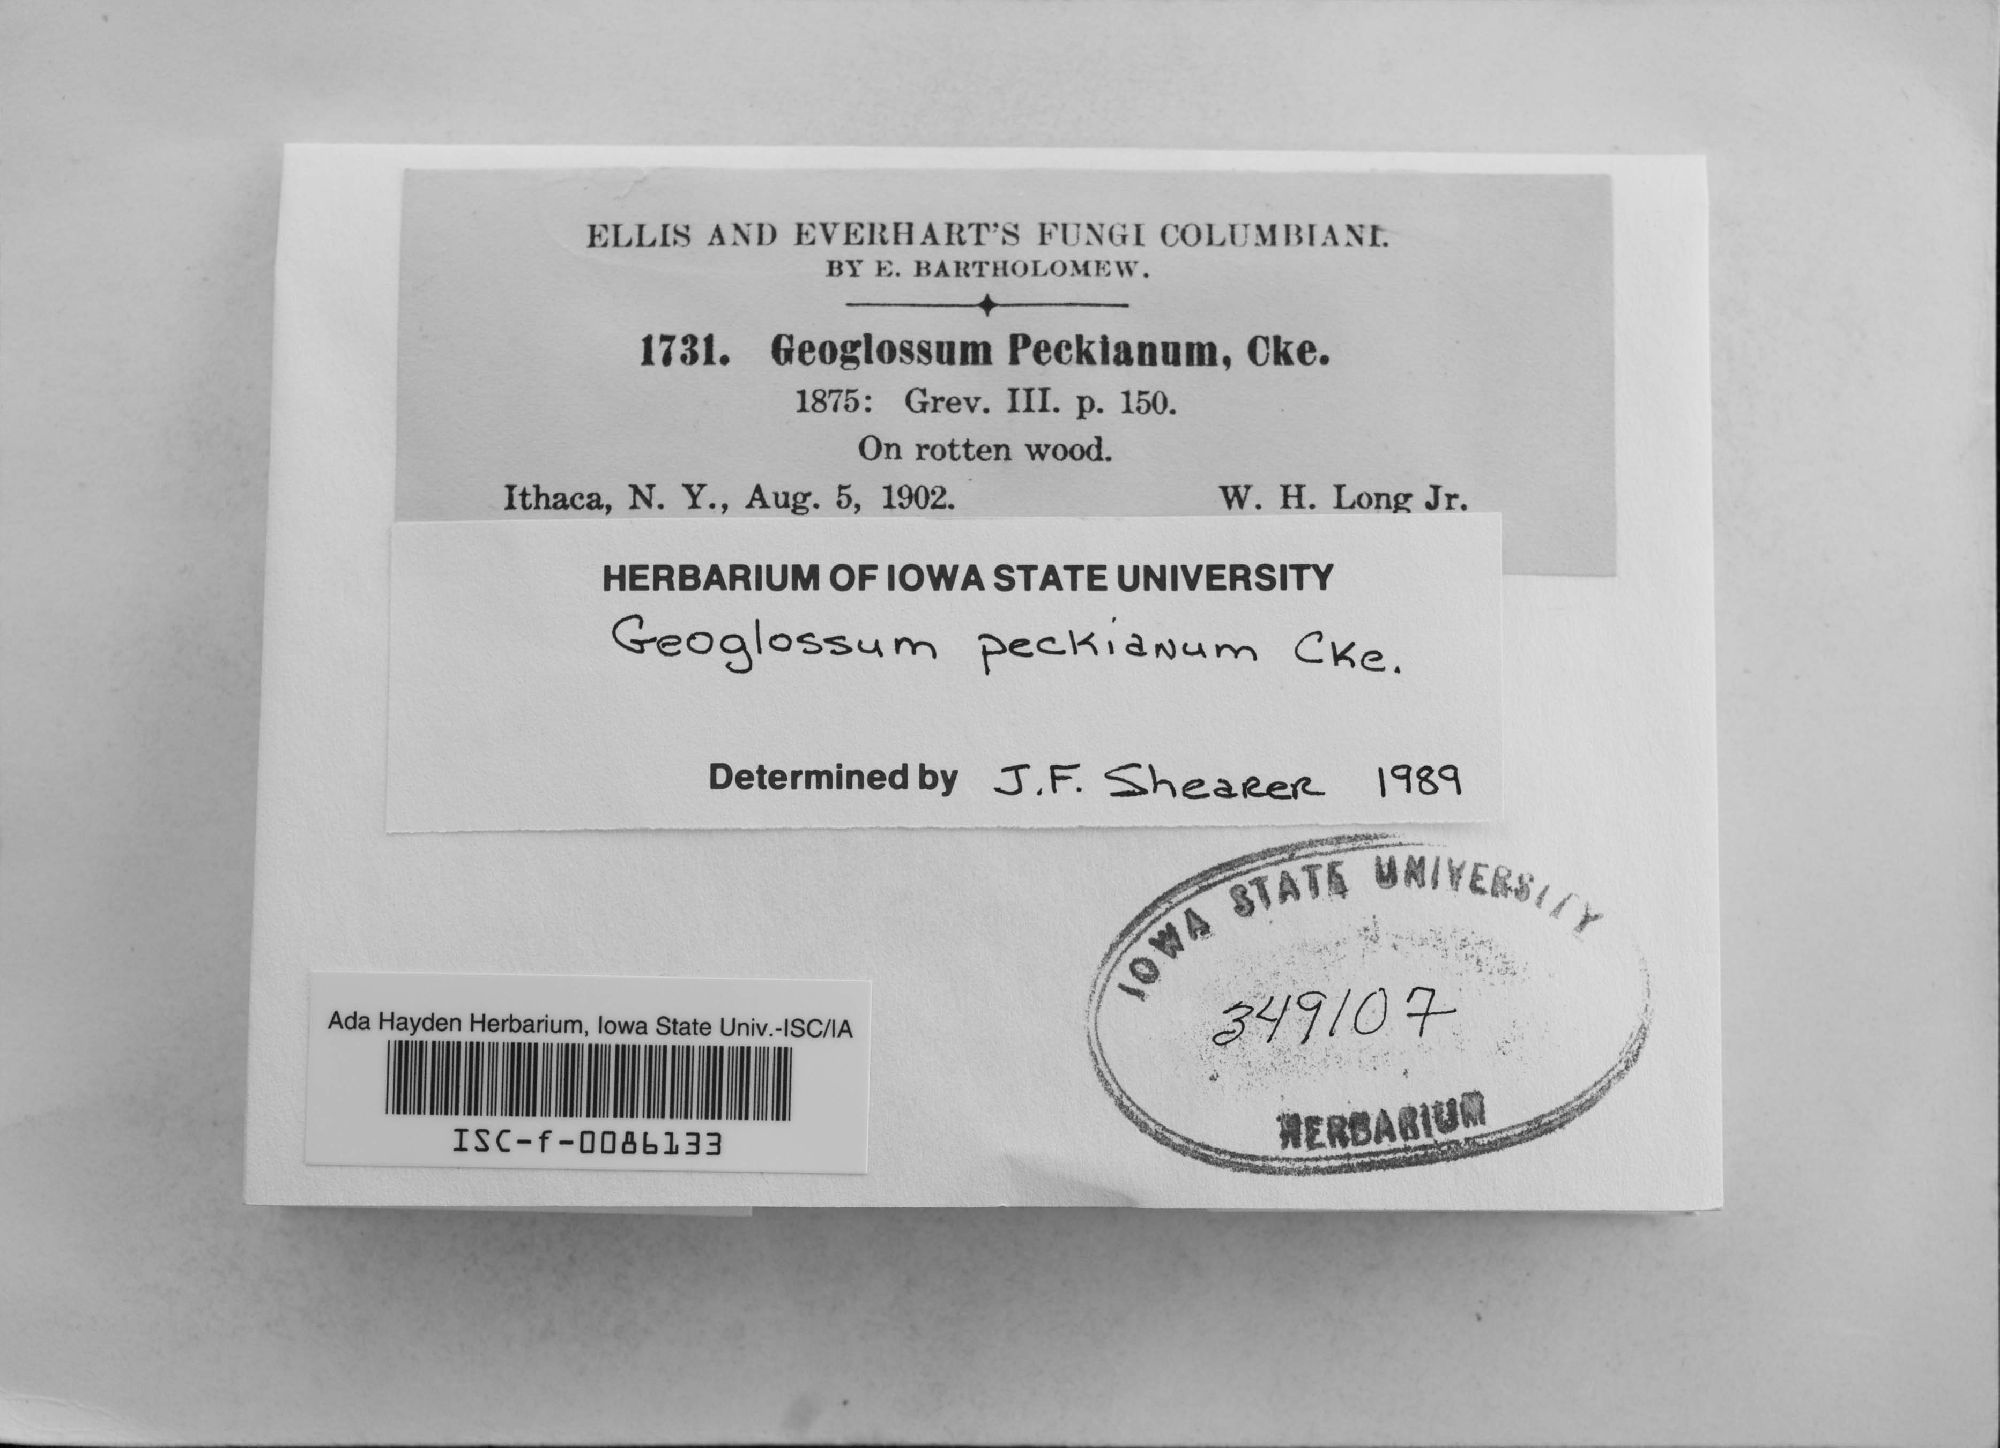 ELLIS AND EVERHART'S FUNGI COLUMBIANI.
BY E. BARTHOLOMEW.
1731. Geoglossum Peckianum, Cke.
1875: Grev. III. p. 150.
On rotten wood.
Ithaca, N. Y., Aug. 5, 1902. W. H. Long Jr.
HERBARIUM OF IOWA STATE UNIVERSITY
Geoglossum peckianum Cke.
Determined by J.F. Shearer 1989
IOWA STATE UNIVERSITY
349107
HERBARIUM
Ada Hayden Herbarium, Iowa State Univ.-ISC/IA
ISC-f-0086133